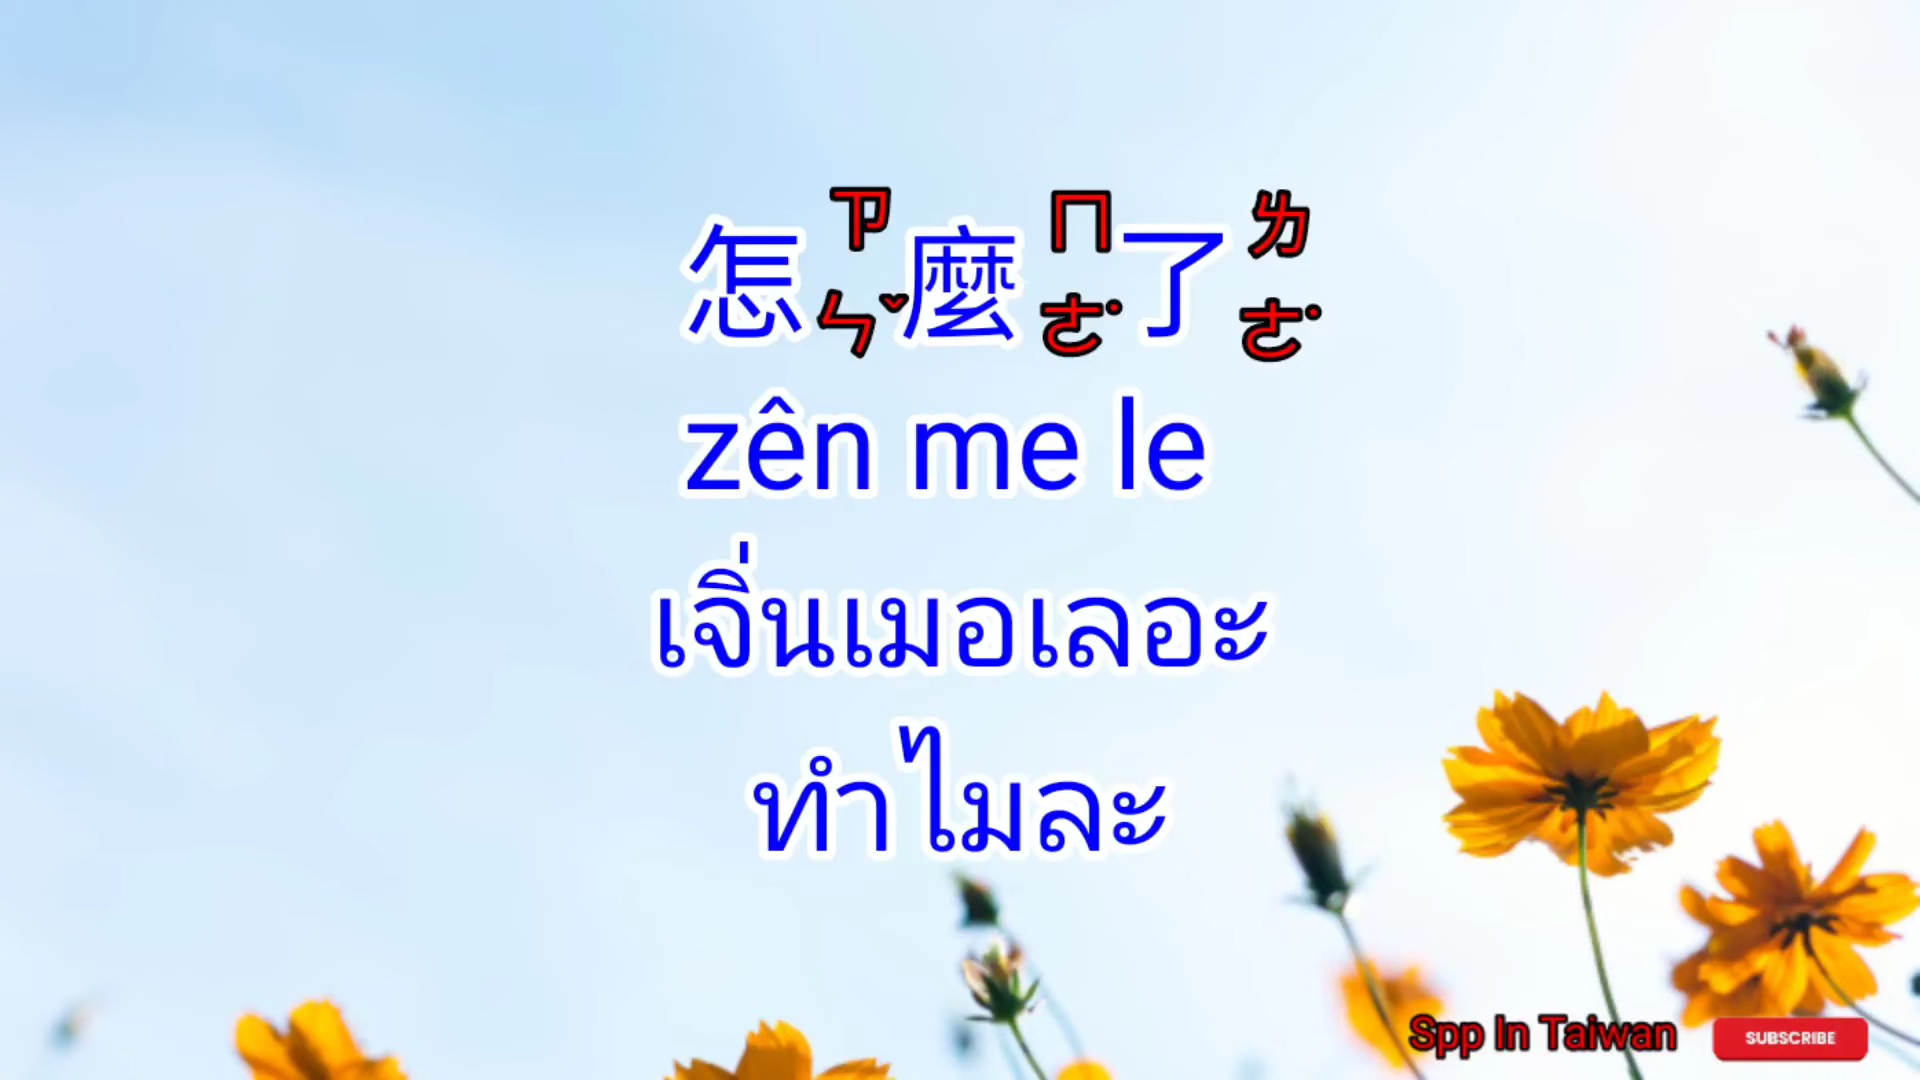 怎ㄗㄣˇ麼ㄇㄜ˙了ㄌㄜ˙
zên me le
เจิ่นเมอเลอะ
ทำไมละ
Spp In Taiwan
SUBSCRIBE